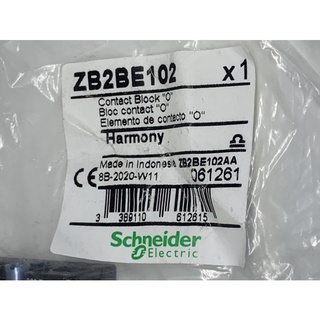 ZB2BE102 x 1
Contact Block "O"
Bloc contact "O"
Elemento de contacto "O"
Harmony
Made in Indonesia ZB2BE102AA
8B-2020-W11 061261
3 389110 612615
Schneider
Electric